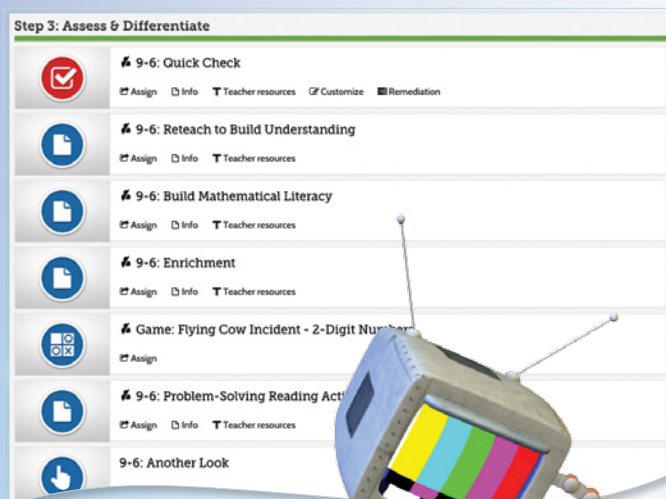 Step 3: Assess & Differentiate
9-6: Quick Check
Assign Info Teacher resources Customize Remediation
9-6: Reteach to Build Understanding
Assign Info Teacher resources
9-6: Build Mathematical Literacy
Assign Info Teacher resources
9-6: Enrichment
Assign Info Teacher resources
Game: Flying Cow Incident - 2-Digit Numbers
Assign
9-6: Problem-Solving Reading
Assign Info Teacher resources
9-6: Another Look